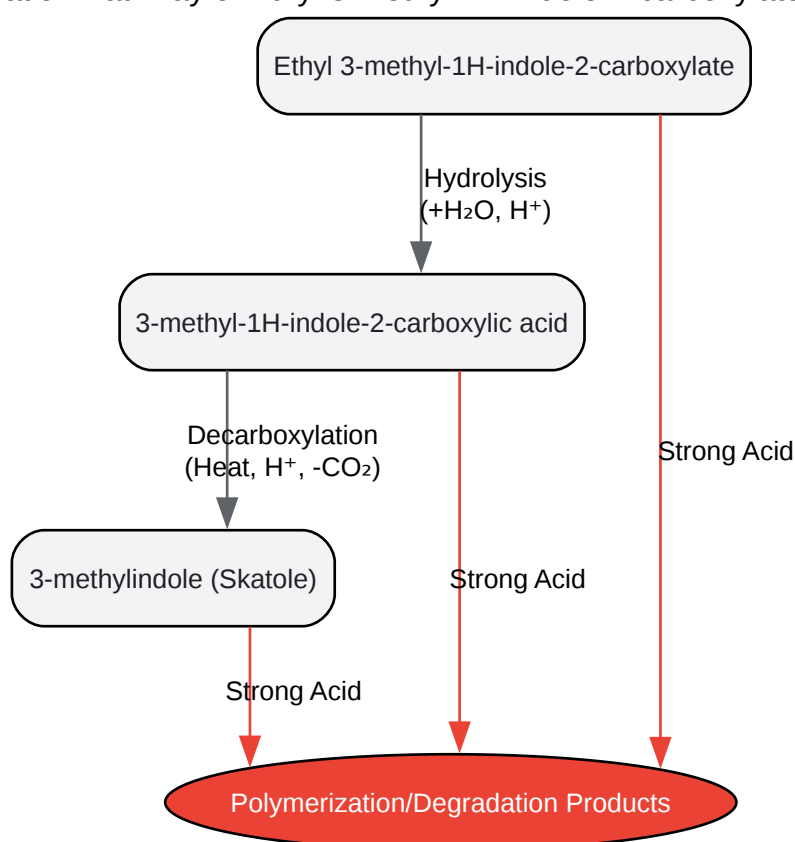 Ethyl 3-methyl-1H-indole-2-carboxylate
Hydrolysis
(+H₂O, H⁺)
3-methyl-1H-indole-2-carboxylic acid
Decarboxylation
(Heat, H⁺, -CO₂)
Strong Acid
3-methylindole (Skatole)
Strong Acid
Strong Acid
Polymerization/Degradation Products